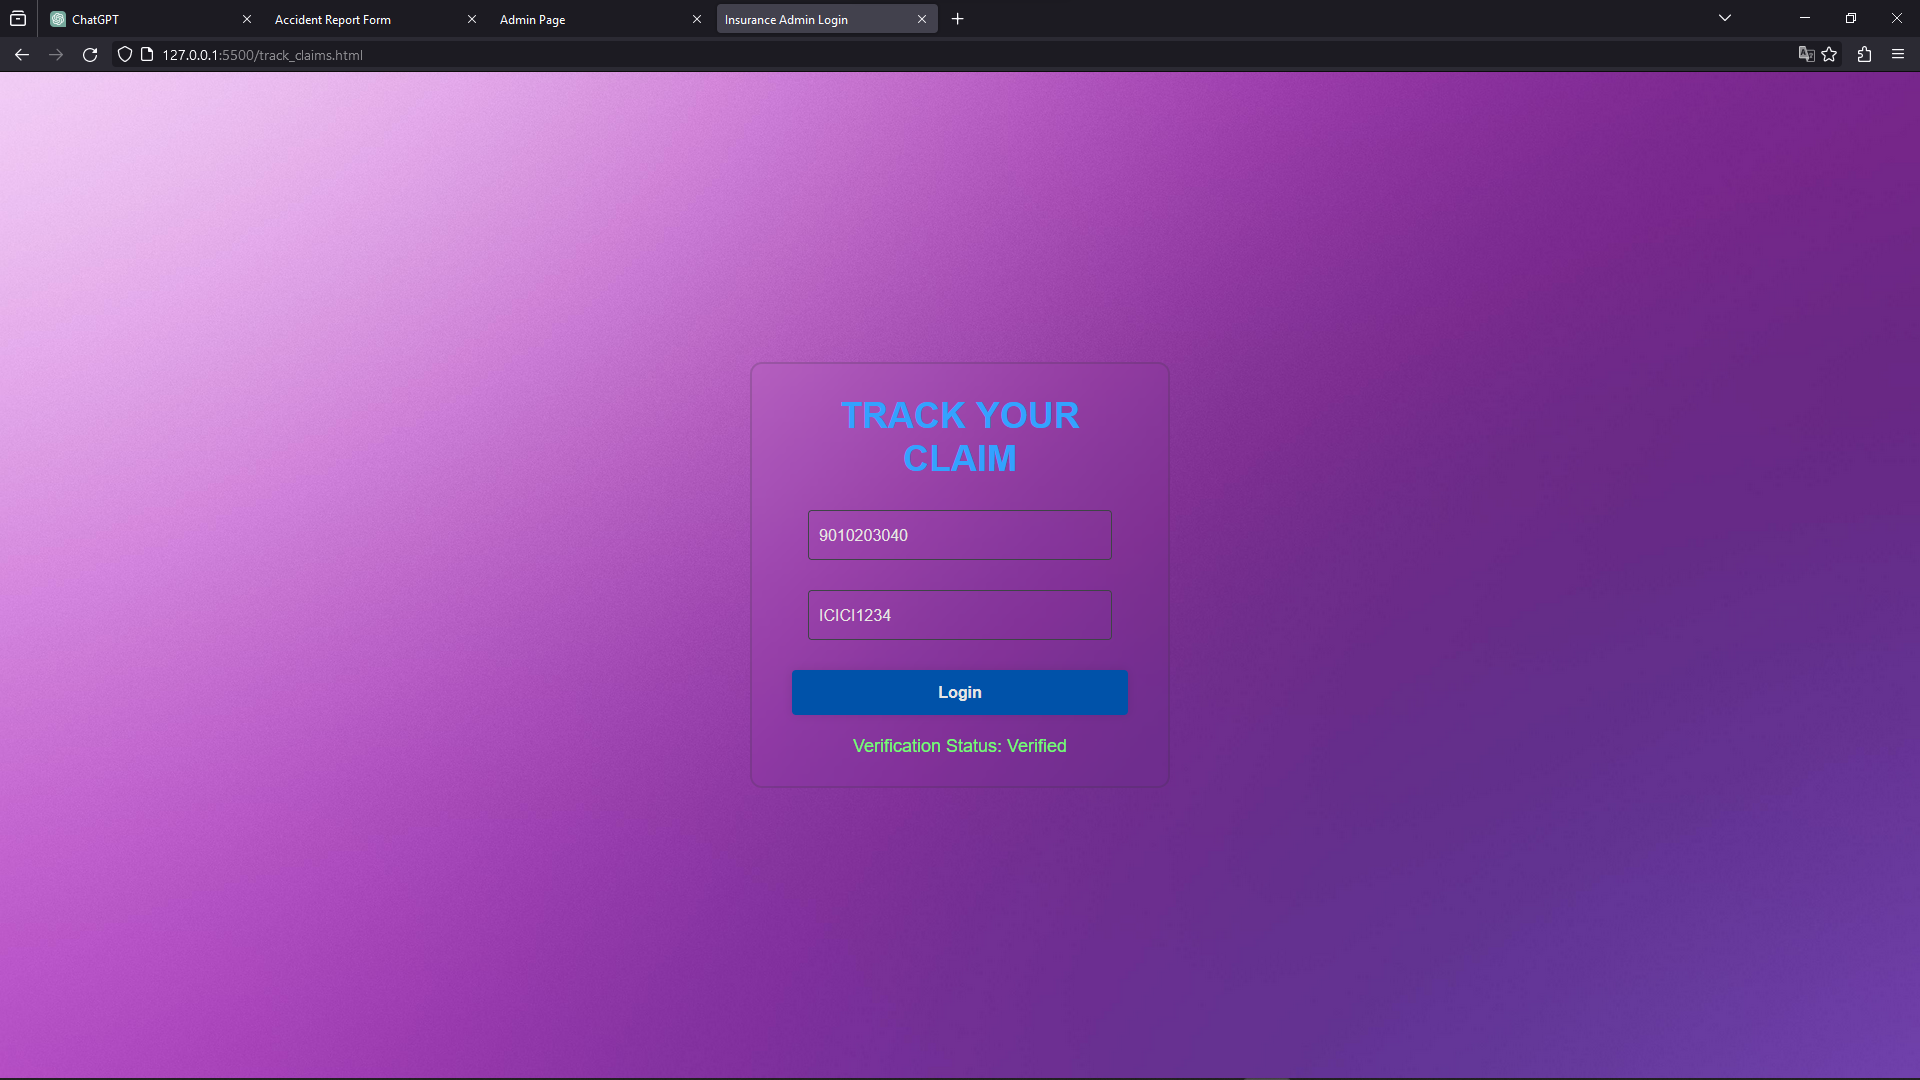 ChatGPT
Accident Report Form
Admin Page
Insurance Admin Login
127.0.0.1:5500/track_claims.html
TRACK YOUR
CLAIM
9010203040
ICICI1234
Login
Verification Status: Verified